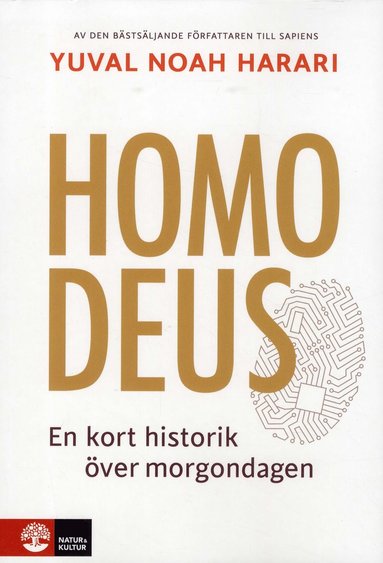 AV DEN BÄSTSÄLJANDE FÖRFATTAREN TILL SAPIENS
YUVAL NOAH HARARI
HOMO
DEUS
En kort historik
över morgondagen
NATUR&
KULTUR